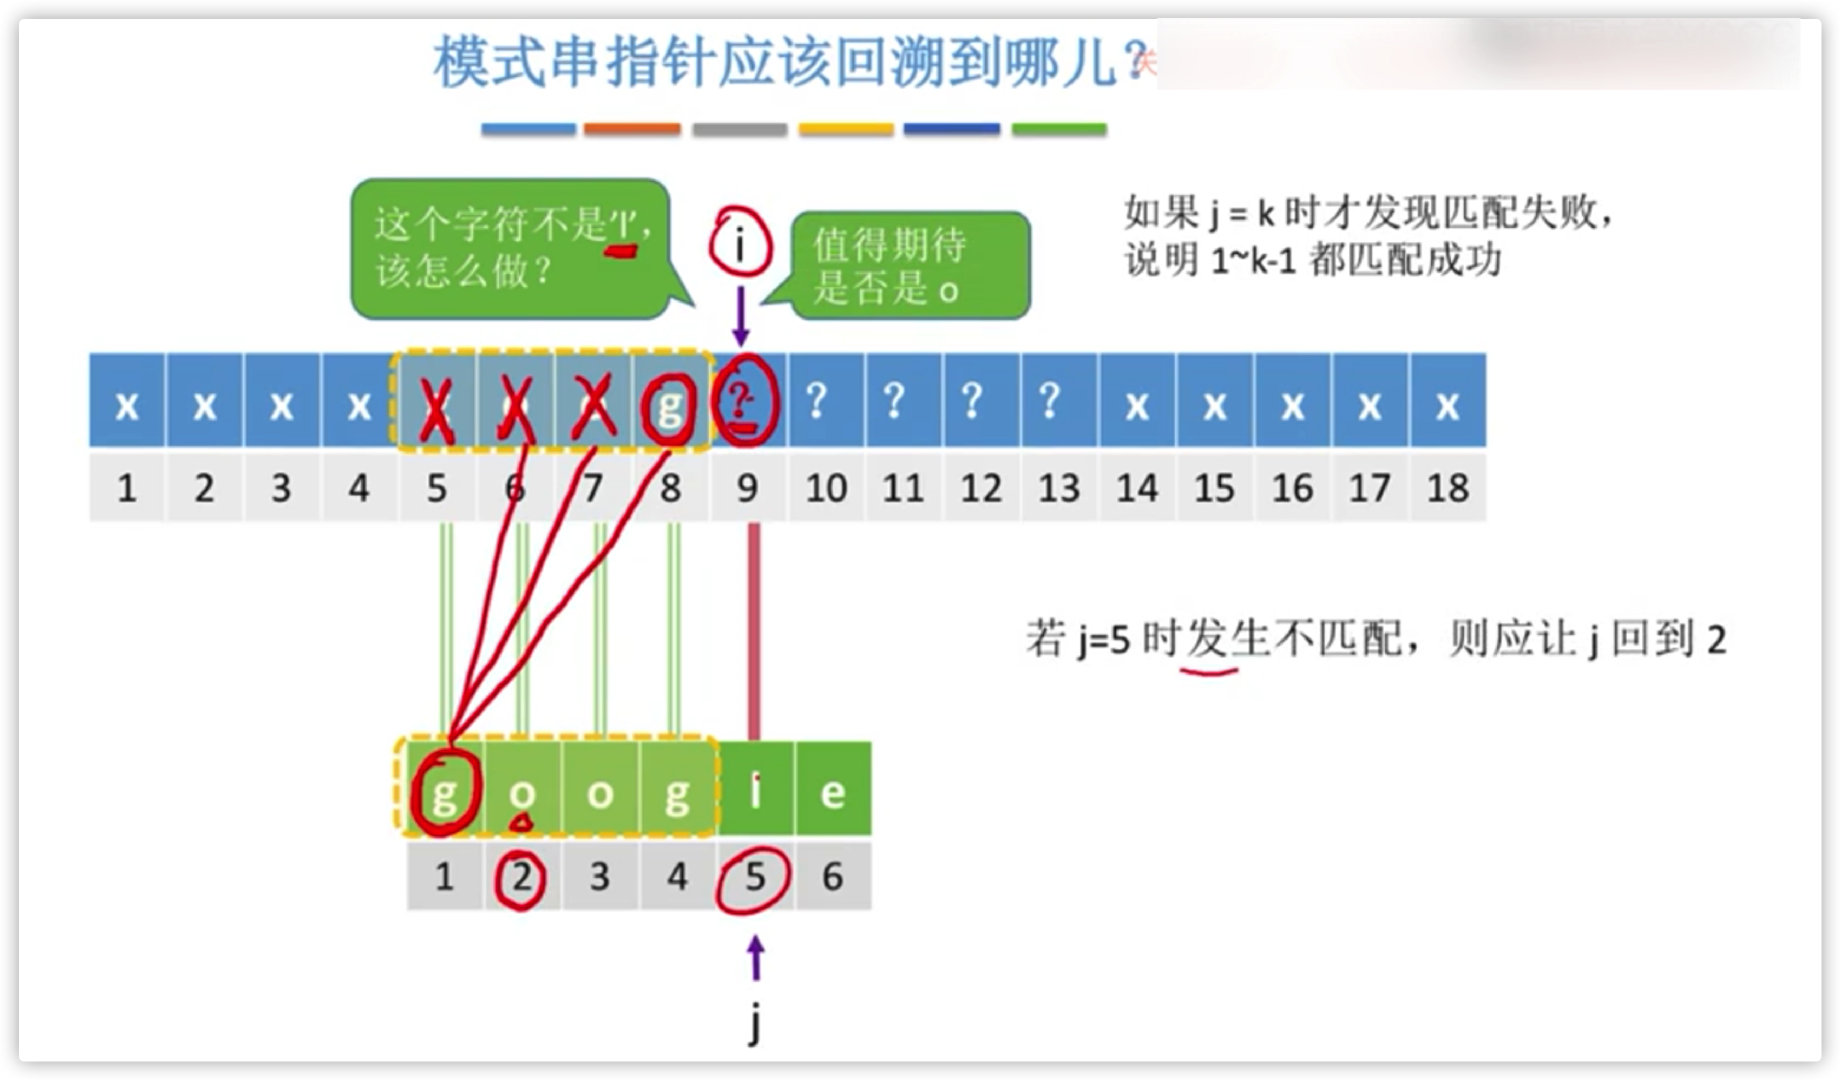 模式串指针应该回溯到哪儿?
这个字符不是'l',
该怎么做?
i
值得期待
是否是 o
如果 j = k 时才发现匹配失败,
说明 1~k-1 都匹配成功
x x x x g ? ? ? ? ? x x x x x
1 2 3 4 5 6 7 8 9 10 11 12 13 14 15 16 17 18
若 j=5 时发生不匹配,则应让 j 回到 2
g o o g l e
1 2 3 4 5 6
j